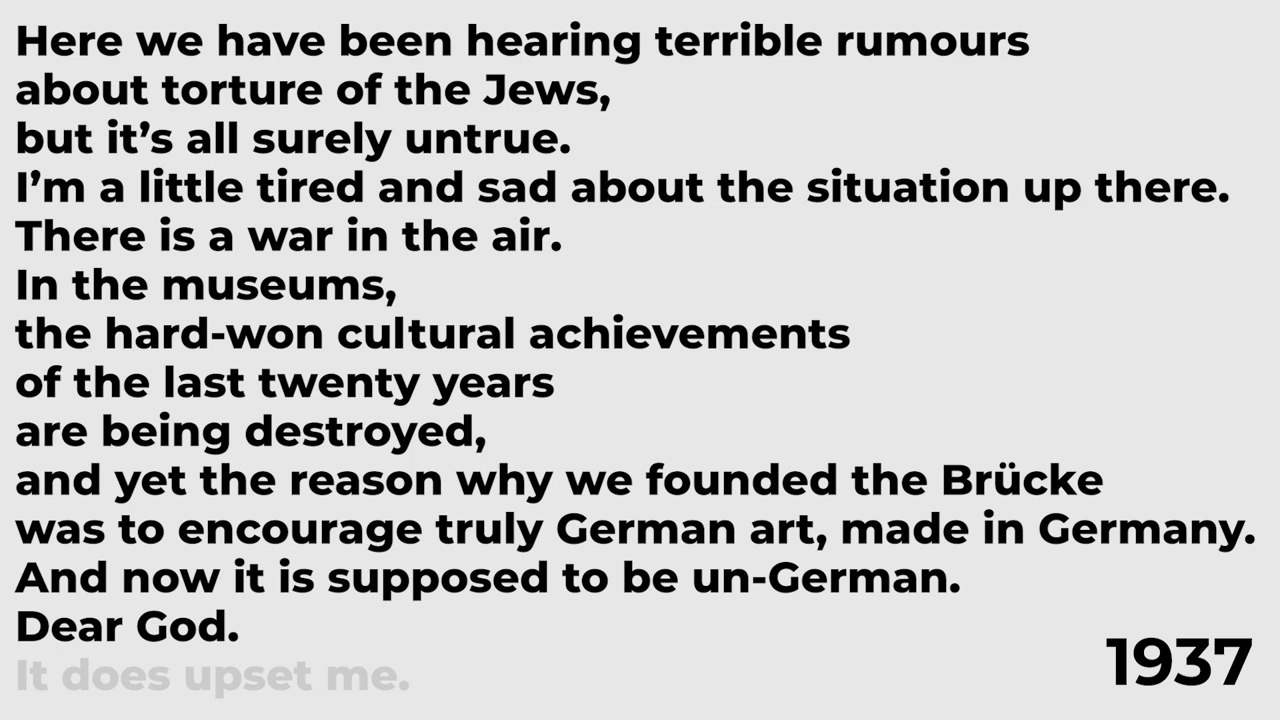 Here we have been hearing terrible rumours
about torture of the Jews,
but it’s all surely untrue.
I’m a little tired and sad about the situation up there.
There is a war in the air.
In the museums,
the hard-won cultural achievements
of the last twenty years
are being destroyed,
and yet the reason why we founded the Brücke
was to encourage truly German art, made in Germany.
And now it is supposed to be un-German.
Dear God.
It does upset me.
1937